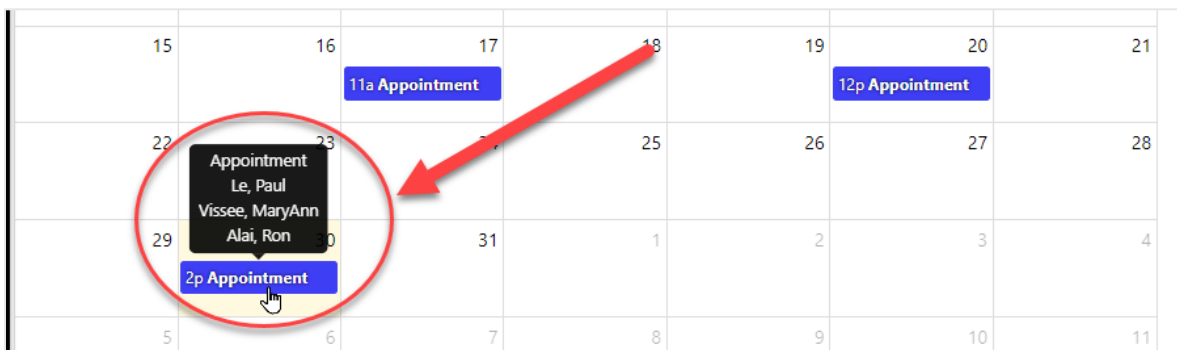 15 16 17 18 19 20 21
11a Appointment 12p Appointment
22 23 25 26 27 28
Appointment
Le, Paul
Vissee, MaryAnn
Alai, Ron
29 30 31 1 2 3 4
2p Appointment
5 6 7 8 9 10 11